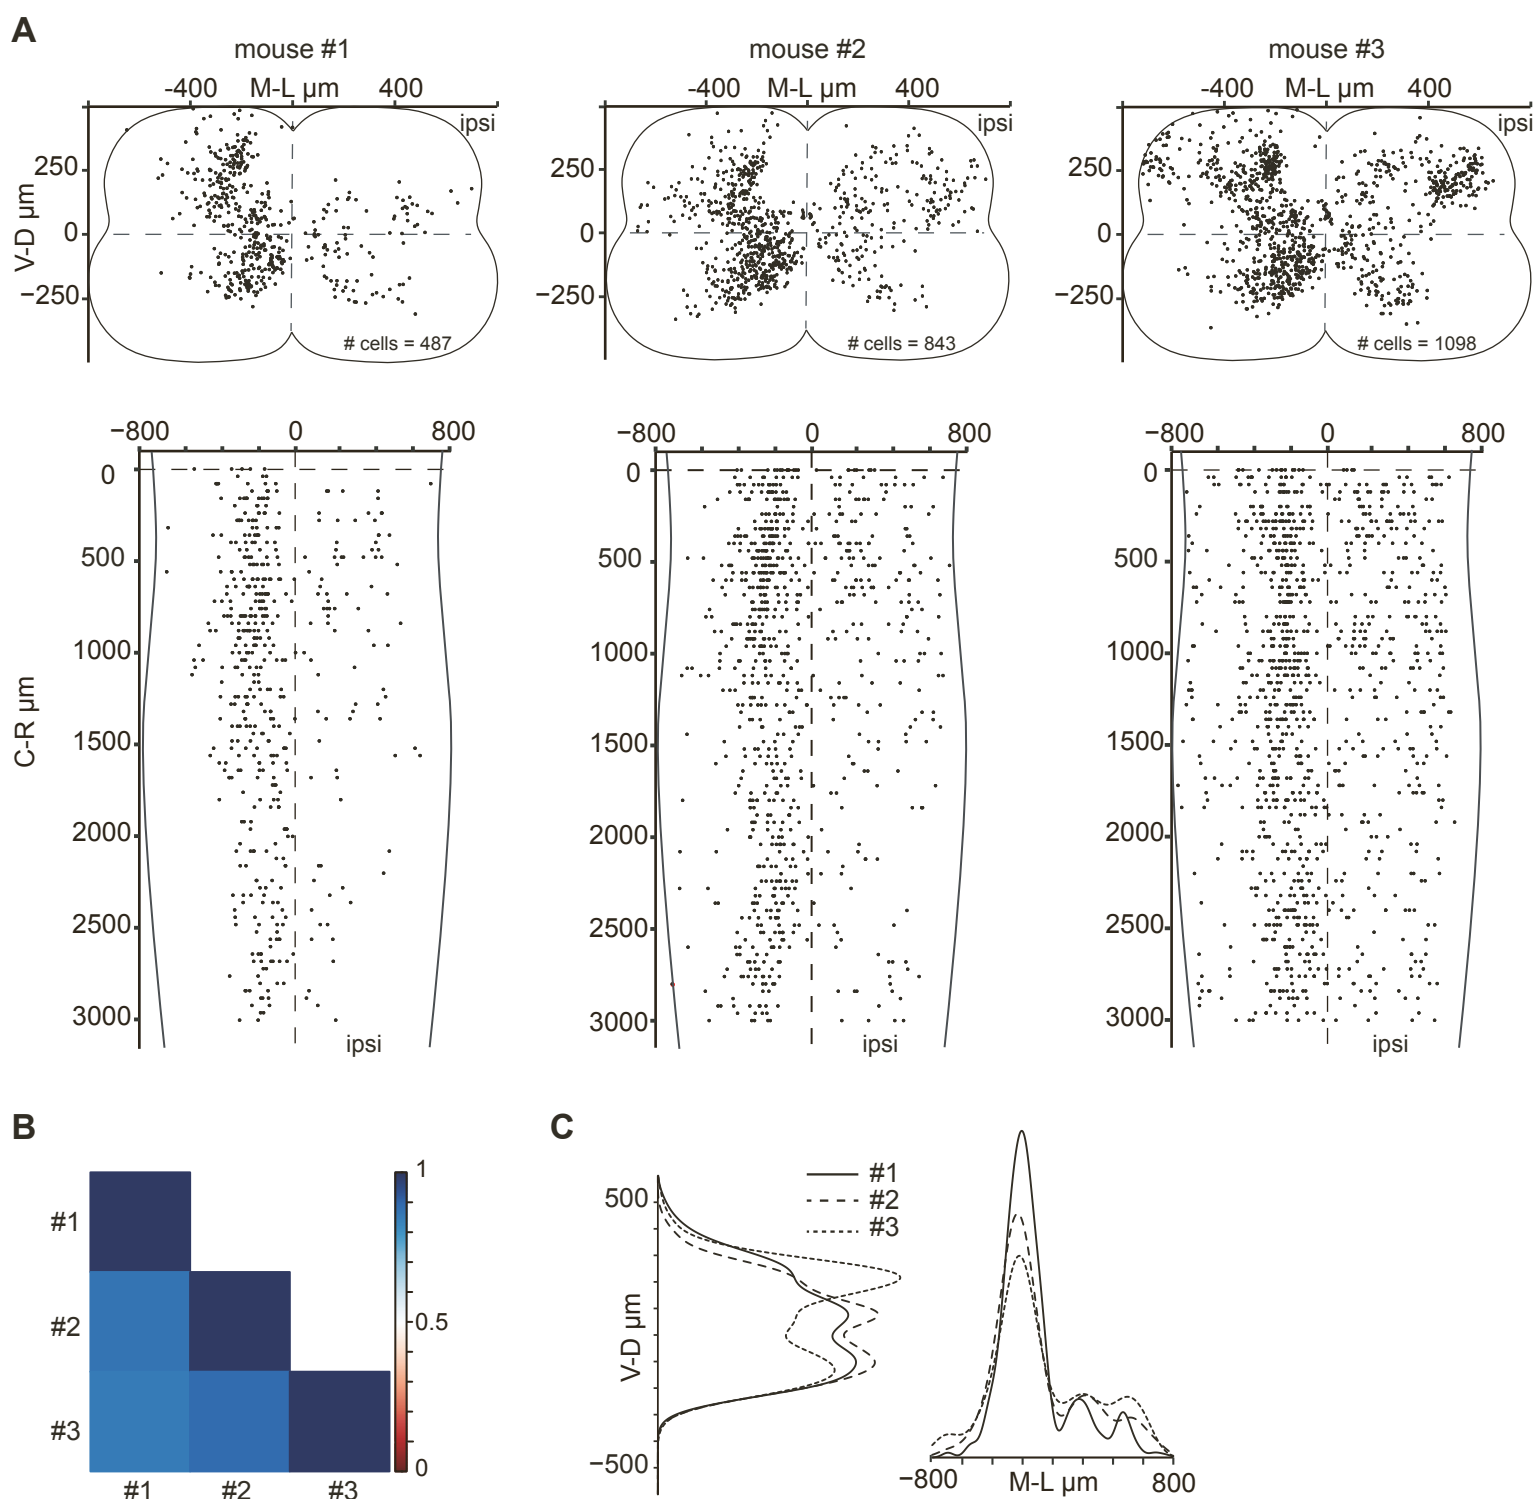 A
mouse #1
mouse #2
mouse #3
-400 M-L µm 400
-400 M-L µm 400
-400 M-L µm 400
ipsi
ipsi
ipsi
V-D µm
250
0
−250
250
0
−250
250
0
−250
# cells = 487
# cells = 843
# cells = 1098
−800 0 800
−800 0 800
−800 0 800
C-R µm
0
500
1000
1500
2000
2500
3000
0
500
1000
1500
2000
2500
3000
0
500
1000
1500
2000
2500
3000
ipsi
ipsi
ipsi
B
#1
#2
#3
#1 #2 #3
1
0.5
0
C
#1
#2
#3
500
V-D µm
−500
−800 M-L µm 800